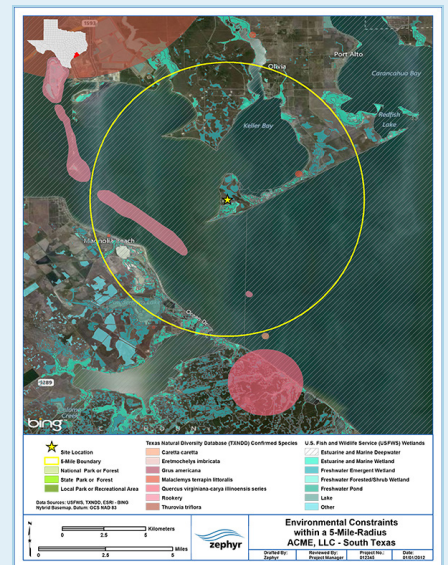 Olivia
Port Alto
Carancahua Bay
Redfish
Lake
Keller Bay
Magnolia Beach
Ocean Dr
bing
Site Location
5-Mile Boundary
National Park or Forest
State Park or Forest
Local Park or Recreational Area
Data Sources: USFWS, TXNDD, ESRI - BING
Hybrid Basemap. Datum: GCS NAD 83
Texas Natural Diversity Database (TXNDD) Confirmed Species
Caretta caretta
Eretmochelys imbricata
Grus americana
Malaclemys terrapin littoralis
Quercus virginiana-carya illinoensis series
Rookery
Thurovia triflora
U.S. Fish and Wildlife Service (USFWS) Wetlands
Estuarine and Marine Deepwater
Estuarine and Marine Wetland
Freshwater Emergent Wetland
Freshwater Forested/Shrub Wetland
Freshwater Pond
Lake
Other
N
0 2.5 5
Kilometers
0 2.5 5
Miles
zephyr
Environmental Constraints
within a 5-Mile-Radius
ACME, LLC - South Texas
Drafted By: Reviewed By: Project No.: Date:
Zephyr Project Manager 012345 01/01/2012